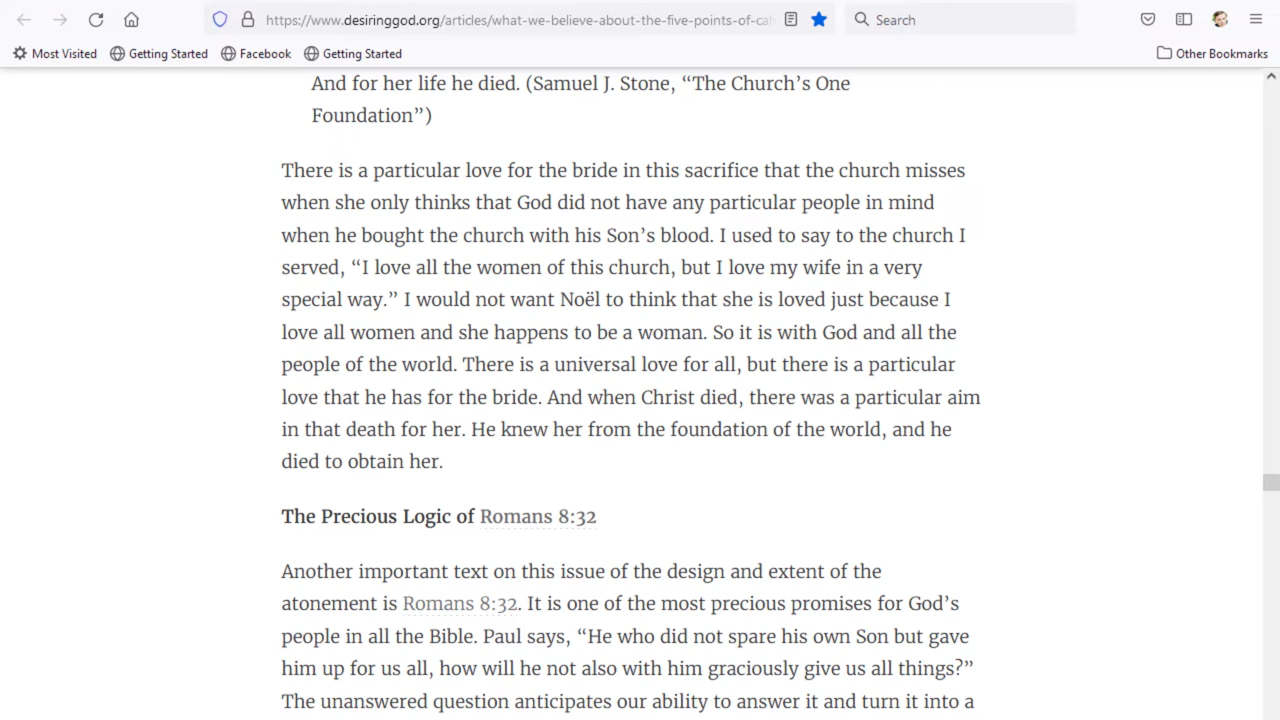 https://www.desiringgod.org/articles/what-we-believe-about-the-five-points-of-cal
Search
Most Visited
Getting Started
Facebook
Getting Started
Other Bookmarks
And for her life he died. (Samuel J. Stone, “The Church’s One
Foundation”)
There is a particular love for the bride in this sacrifice that the church misses
when she only thinks that God did not have any particular people in mind
when he bought the church with his Son’s blood. I used to say to the church I
served, “I love all the women of this church, but I love my wife in a very
special way.” I would not want Noël to think that she is loved just because I
love all women and she happens to be a woman. So it is with God and all the
people of the world. There is a universal love for all, but there is a particular
love that he has for the bride. And when Christ died, there was a particular aim
in that death for her. He knew her from the foundation of the world, and he
died to obtain her.
The Precious Logic of Romans 8:32
Another important text on this issue of the design and extent of the
atonement is Romans 8:32. It is one of the most precious promises for God’s
people in all the Bible. Paul says, “He who did not spare his own Son but gave
him up for us all, how will he not also with him graciously give us all things?”
The unanswered question anticipates our ability to answer it and turn it into a